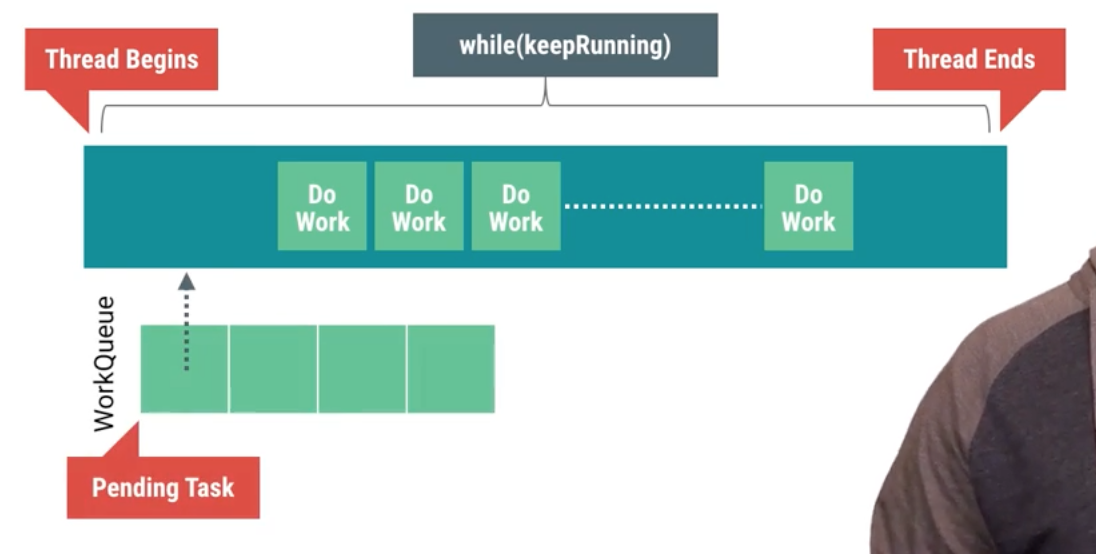 while(keepRunning)
Thread Begins
Thread Ends
Do
Work
Do
Work
Do
Work
Do
Work
WorkQueue
Pending Task